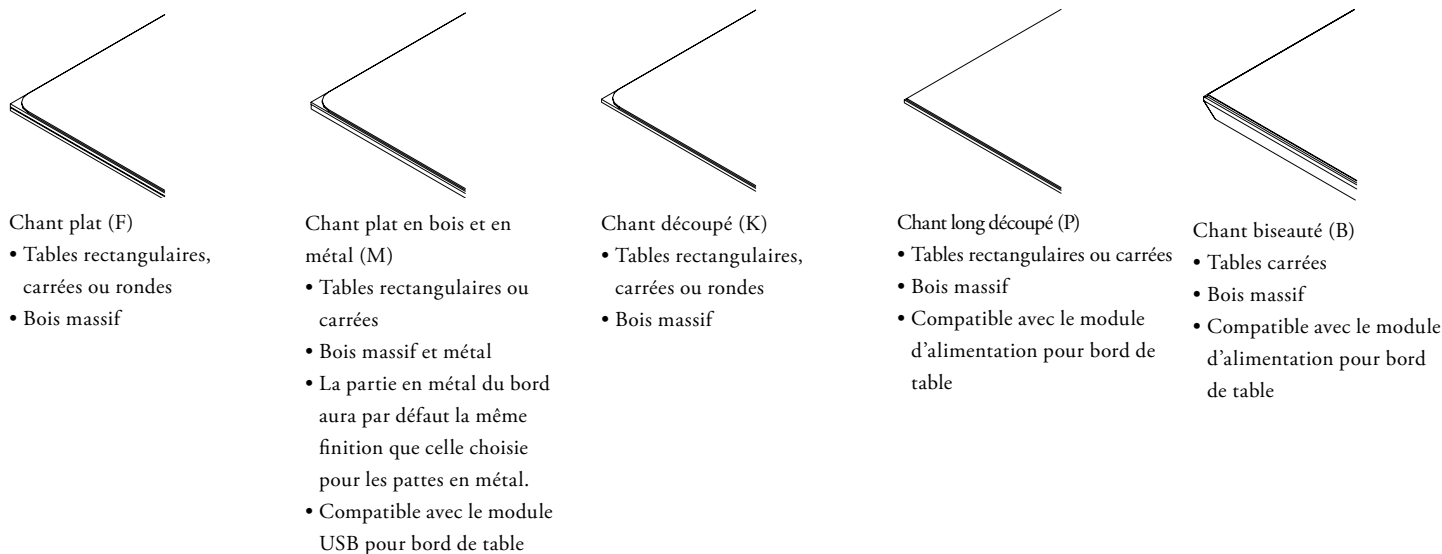 Chant plat (F)
• Tables rectangulaires,
carrées ou rondes
• Bois massif
Chant plat en bois et en
métal (M)
• Tables rectangulaires ou
carrées
• Bois massif et métal
• La partie en métal du bord
aura par défaut la même
finition que celle choisie
pour les pattes en métal.
• Compatible avec le module
USB pour bord de table
Chant découpé (K)
• Tables rectangulaires,
carrées ou rondes
• Bois massif
Chant long découpé (P)
• Tables rectangulaires ou carrées
• Bois massif
• Compatible avec le module
d’alimentation pour bord de
table
Chant biseauté (B)
• Tables carrées
• Bois massif
• Compatible avec le module
d’alimentation pour bord
de table